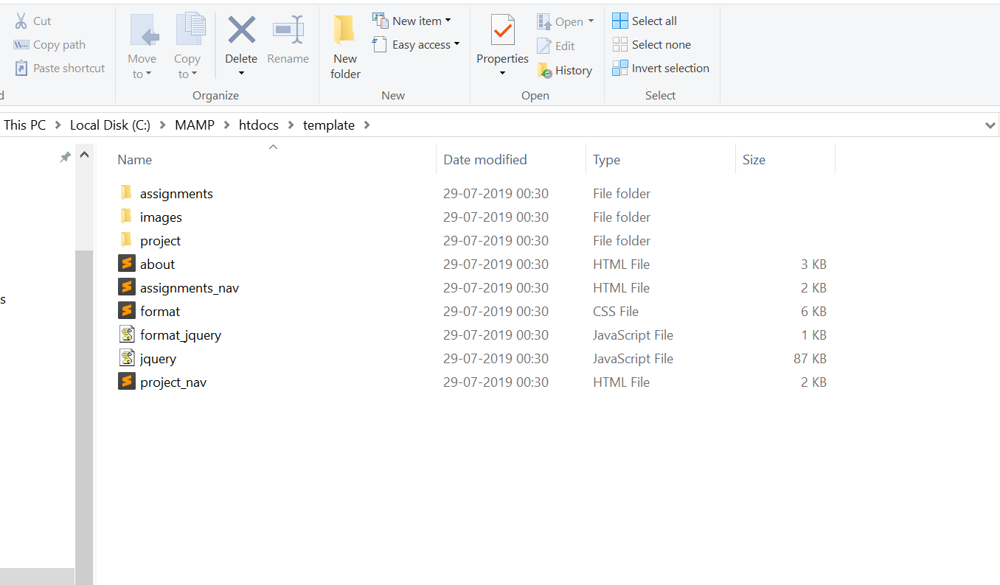 Cut
Copy path
Paste shortcut
d
Move to
Copy to
Delete
Rename
Organize
New folder
New item
Easy access
New
Properties
Open
Edit
History
Open
Select all
Select none
Invert selection
Select
This PC > Local Disk (C:) > MAMP > htdocs > template >
Name Date modified Type Size
assignments 29-07-2019 00:30 File folder
images 29-07-2019 00:30 File folder
project 29-07-2019 00:30 File folder
about 29-07-2019 00:30 HTML File 3 KB
assignments_nav 29-07-2019 00:30 HTML File 2 KB
s
format 29-07-2019 00:30 CSS File 6 KB
format_jquery 29-07-2019 00:30 JavaScript File 1 KB
jquery 29-07-2019 00:30 JavaScript File 87 KB
project_nav 29-07-2019 00:30 HTML File 2 KB